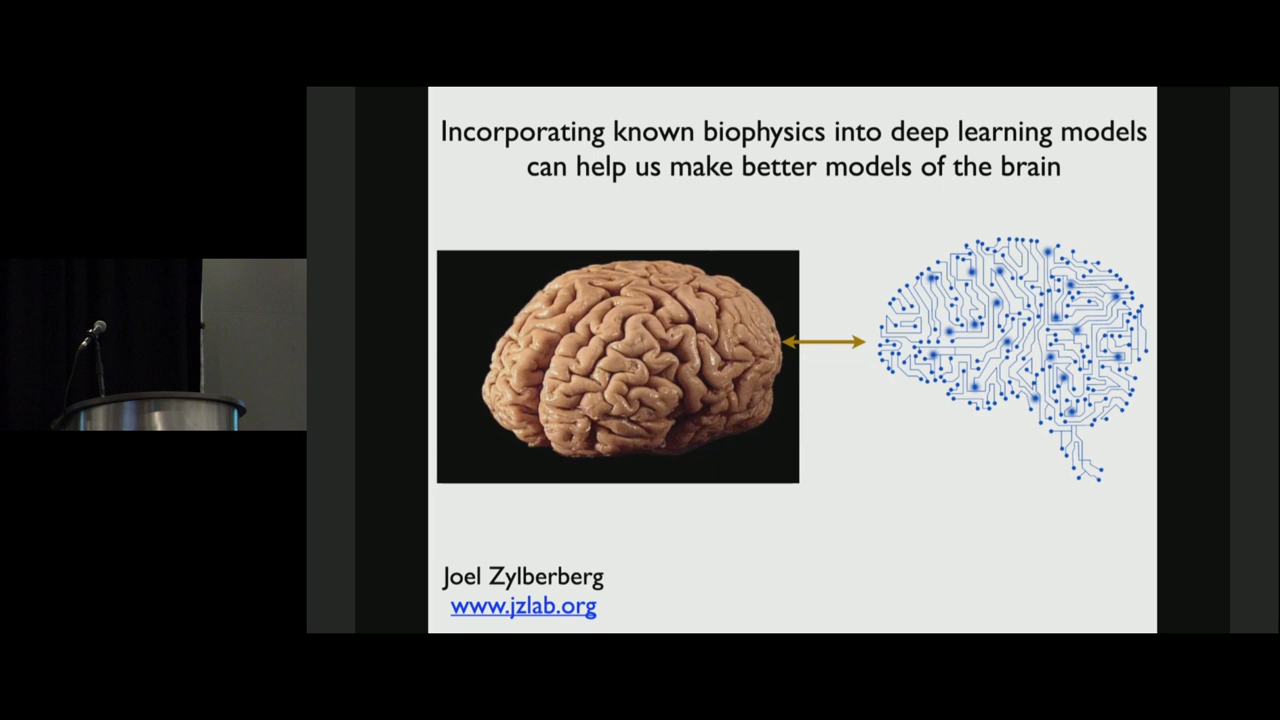 Incorporating known biophysics into deep learning models
can help us make better models of the brain
Joel Zylberberg
www.jzlab.org